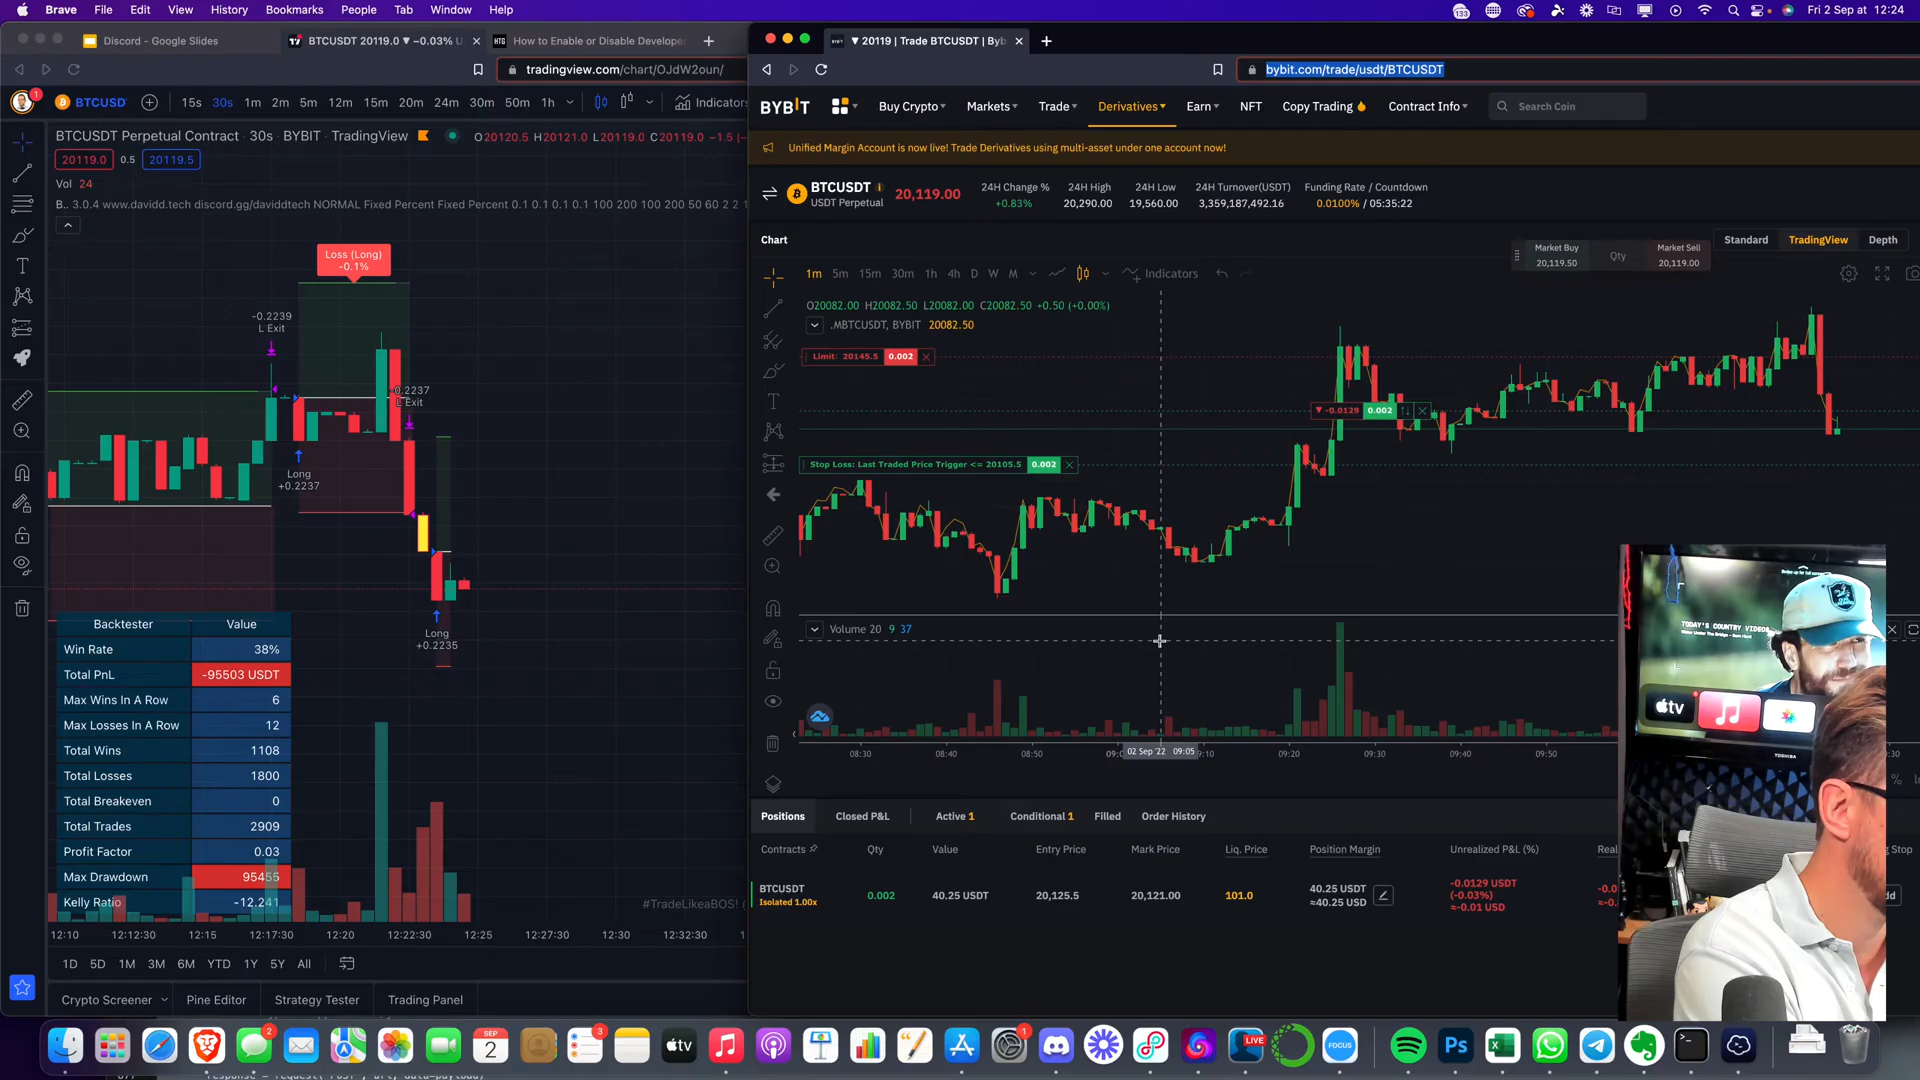 Brave File Edit View History Bookmarks People Tab Window Help
133
Fri 2 Sep at 12:24
Discord - Google Slides
BTCUSDT 20119.0 ▼ −0.03% U
How to Enable or Disable Develope
tradingview.com/chart/OJdW2oun/
BTCUSD 15s 30s 1m 2m 5m 12m 15m 20m 24m 30m 50m 1h Indicators
BTCUSDT Perpetual Contract · 30s · BYBIT · TradingView O20120.5 H20121.0 L20119.0 C20119.0 -1.5 (-
20119.0 0.5 20119.5
Vol 24
B.. 3.0.4 www.davidd.tech discord.gg/daviddtech NORMAL Fixed Percent Fixed Percent 0.1 0.1 0.1 0.1 100 200 100 200 50 60 2 2
Loss (Long)
-0.1%
-0.2239
L Exit
-0.2237
L Exit
Long
+0.2237
Long
+0.2235
Backtester Value
Win Rate 38%
Total PnL -95503 USDT
Max Wins In A Row 6
Max Losses In A Row 12
Total Wins 1108
Total Losses 1800
Total Breakeven 0
Total Trades 2909
Profit Factor 0.03
Max Drawdown 95455
Kelly Ratio -12.241
#TradeLikeaBOS!
12:10 12:12:30 12:15 12:17:30 12:20 12:22:30 12:25 12:27:30 12:30 12:32:30
1D 5D 1M 3M 6M YTD 1Y 5Y All
Crypto Screener Pine Editor Strategy Tester Trading Panel
▼ 20119 | Trade BTCUSDT | Byb
bybit.com/trade/usdt/BTCUSDT
BYBIT Buy Crypto Markets Trade Derivatives Earn NFT Copy Trading Contract Info Search Coin
Unified Margin Account is now live! Trade Derivatives using multi-asset under one account now!
BTCUSDT
USDT Perpetual
20,119.00
24H Change %
+0.83%
24H High
20,290.00
24H Low
19,560.00
24H Turnover(USDT)
3,359,187,492.16
Funding Rate / Countdown
0.0100% / 05:35:22
Chart
Market Buy
20,119.50
Qty
Market Sell
20,119.00
Standard TradingView Depth
1m 5m 15m 30m 1h 4h D W M Indicators
O20082.00 H20082.50 L20082.00 C20082.50 +0.50 (+0.00%)
.MBTCUSDT, BYBIT 20082.50
Limit: 20145.5 0.002
▼ -0.0129 0.002
Stop Loss: Last Traded Price Trigger <= 20105.5 0.002
Volume 20 9 37
08:30 08:40 08:50 02 Sep '22 09:05 09:20 09:30 09:40 09:50
Positions Closed P&L Active 1 Conditional 1 Filled Order History
Contracts Qty Value Entry Price Mark Price Liq. Price Position Margin Unrealized P&L (%)
BTCUSDT
Isolated 1.00x
0.002 40.25 USDT 20,125.5 20,121.00 101.0
40.25 USDT
≈40.25 USD
-0.0129 USDT
(-0.03%)
≈-0.01 USD
TODAY'S COUNTRY VIDEOS
tv
TOSHIBA
SEP
2
LIVE
FOCUS
Ps